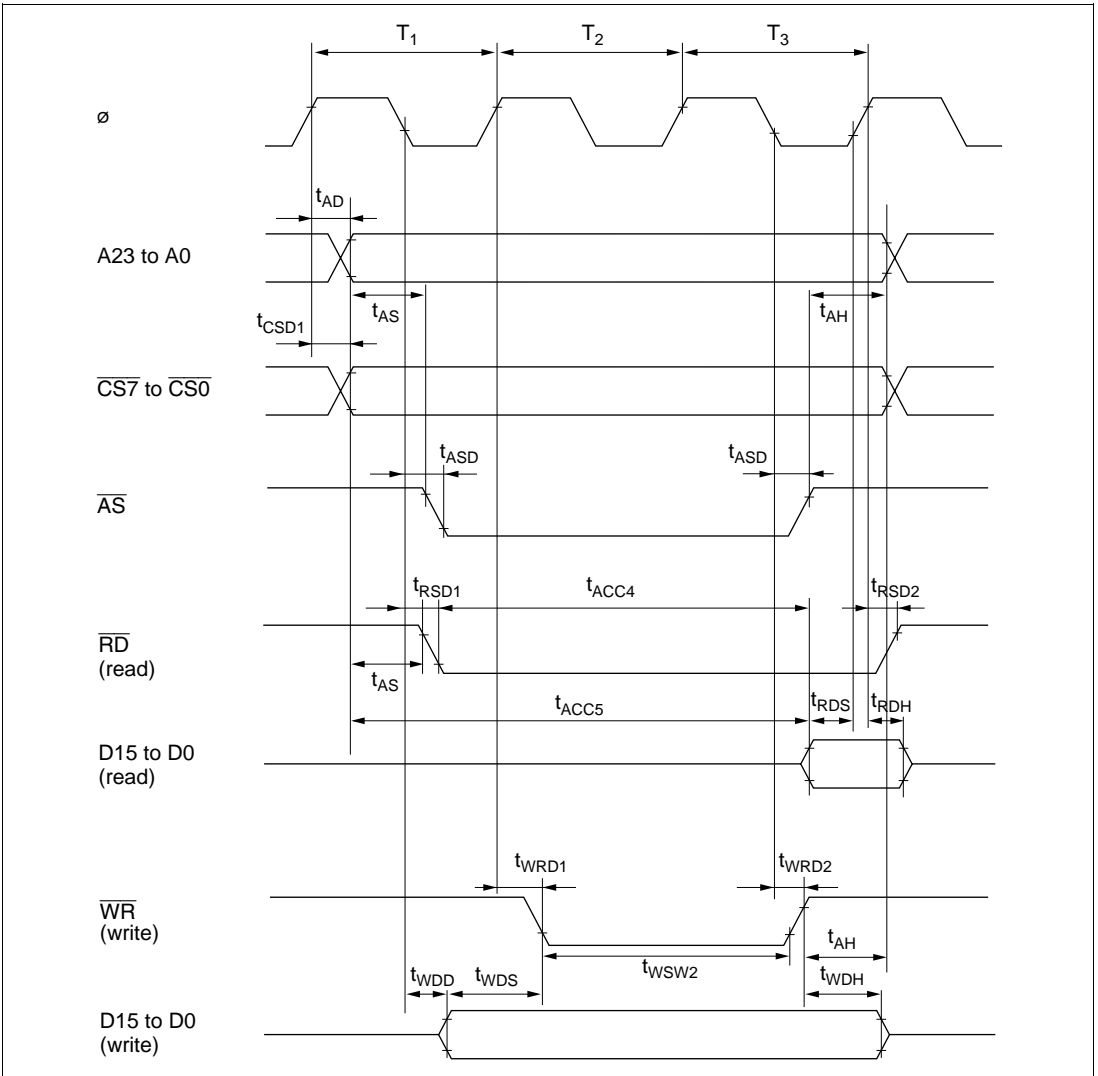 T1 T2 T3
ø
tAD
A23 to A0
tAS tAH
tCSD1
CS7 to CS0
tASD tASD
AS
tRSD1 tACC4 tRSD2
RD
(read)
tAS
tACC5 tRDS tRDH
D15 to D0
(read)
tWRD1 tWRD2
WR
(write)
tAH
tWSW2
tWDD tWDS tWDH
D15 to D0
(write)